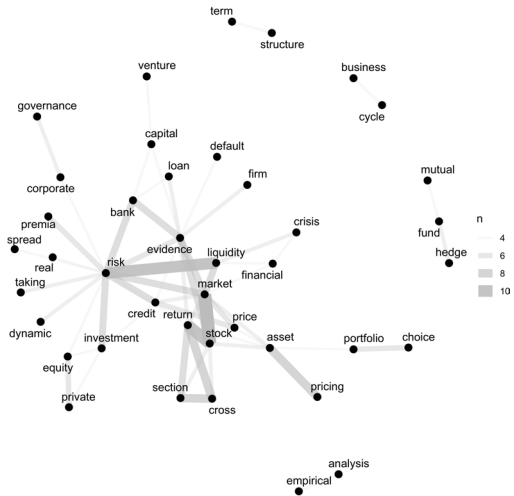 term
structure
venture
business
governance
cycle
capital
loan
default
mutual
firm
corporate
bank
premia
crisis
fund
n
spread
evidence
4
real
risk
liquidity
hedge
6
taking
financial
8
market
10
credit
return
price
dynamic
investment
stock
asset
portfolio
choice
equity
section
pricing
private
cross
analysis
empirical